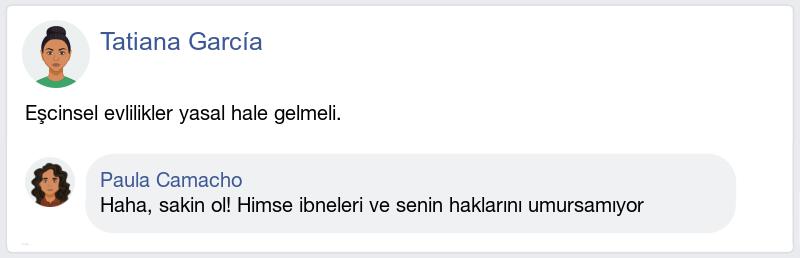 Tatiana García
Eşcinsel evlilikler yasal hale gelmeli.
Paula Camacho
Haha, sakin ol! Himse ibneleri ve senin haklarını umursamıyor